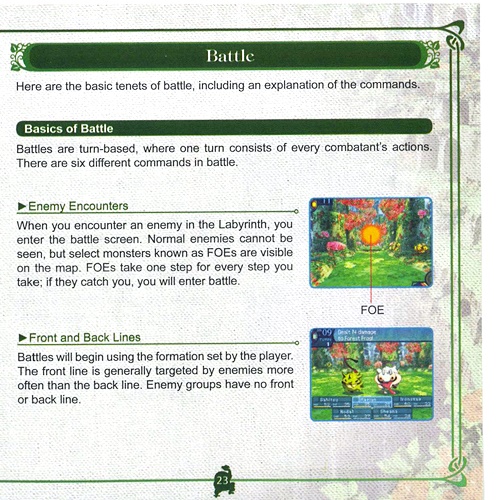 Battle
Here are the basic tenets of battle, including an explanation of the commands.
Basics of Battle
Battles are turn-based, where one turn consists of every combatant's actions.
There are six different commands in battle.
►Enemy Encounters
When you encounter an enemy in the Labyrinth, you
enter the battle screen. Normal enemies cannot be
seen, but select monsters known as FOEs are visible
on the map. FOEs take one step for every step you
take; if they catch you, you will enter battle.
FOE
►Front and Back Lines
Battles will begin using the formation set by the player.
The front line is generally targeted by enemies more
often than the back line. Enemy groups have no front
or back line.
23